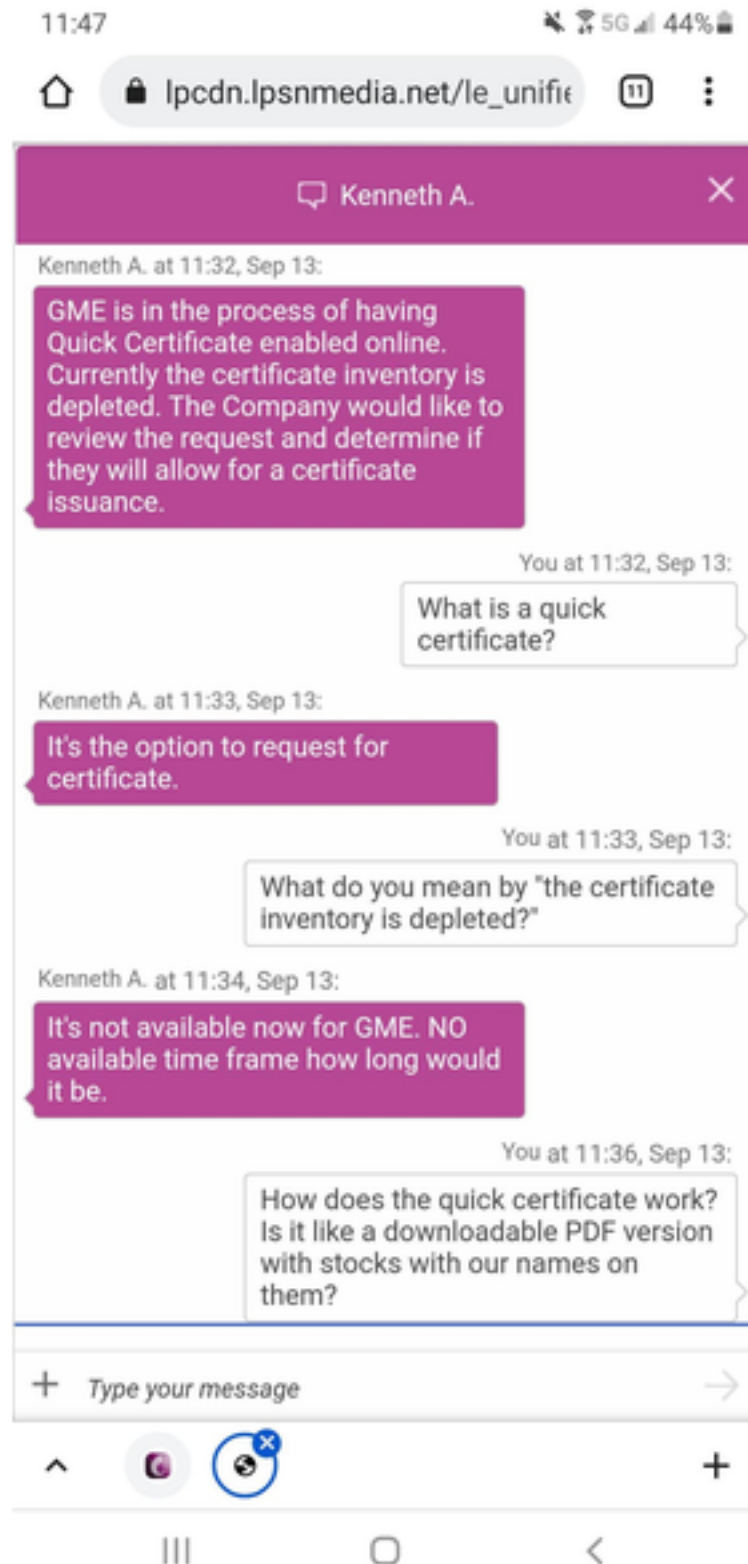 11:47
5G 44%
lpcdn.lpsnmedia.net/le_unifie
11
Kenneth A.
Kenneth A. at 11:32, Sep 13:
GME is in the process of having
Quick Certificate enabled online.
Currently the certificate inventory is
depleted. The Company would like to
review the request and determine if
they will allow for a certificate
issuance.
You at 11:32, Sep 13:
What is a quick
certificate?
Kenneth A. at 11:33, Sep 13:
It's the option to request for
certificate.
You at 11:33, Sep 13:
What do you mean by "the certificate
inventory is depleted?"
Kenneth A. at 11:34, Sep 13:
It's not available now for GME. NO
available time frame how long would
it be.
You at 11:36, Sep 13:
How does the quick certificate work?
Is it like a downloadable PDF version
with stocks with our names on
them?
Type your message